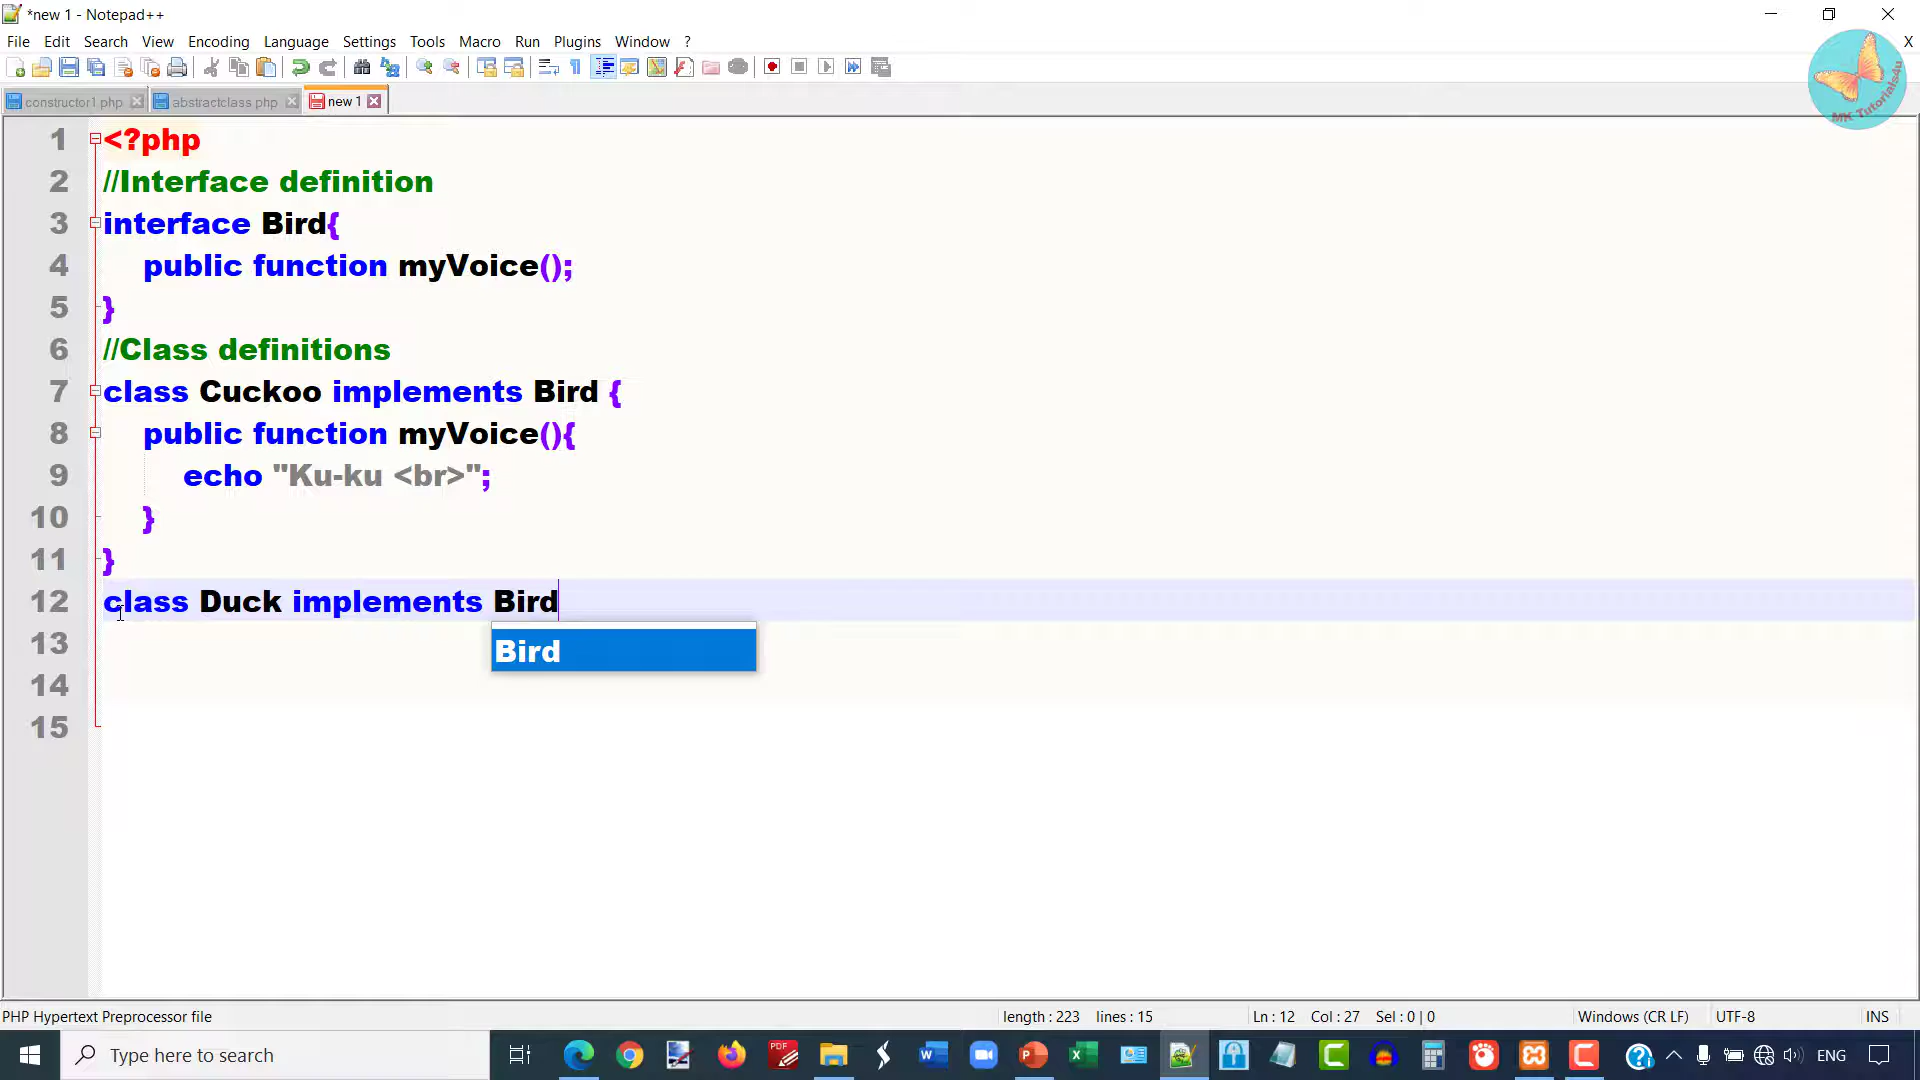 *new 1 - Notepad++
File Edit Search View Encoding Language Settings Tools Macro Run Plugins Window ? X
MK Tutorials4u
constructor1.php abstractclass.php new 1
1 <?php
2 //Interface definition
3 interface Bird{
4 public function myVoice();
5 }
6 //Class definitions
7 class Cuckoo implements Bird {
8 public function myVoice(){
9 echo "Ku-ku <br>";
10 }
11 }
12 class Duck implements Bird
13 Bird
14
15
PHP Hypertext Preprocessor file length : 223 lines : 15 Ln : 12 Col : 27 Sel : 0 | 0 Windows (CR LF) UTF-8 INS
Type here to search ENG